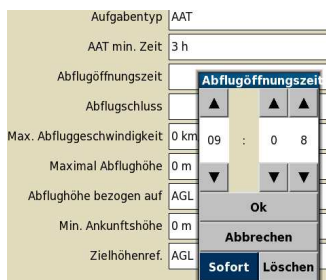 Aufgabentyp AAT
AAT min. Zeit 3 h
Abflugöffnungszeit
Abflugöffnungszeit
▲ ▲ ▲
Abflugschluss
Max. Abfluggeschwindigkeit 0 km
09 : 0 8
Maximal Abflughöhe 0 m
▼ ▼ ▼
Abflughöhe bezogen auf AGL
Ok
Min. Ankunftshöhe 0 m
Abbrechen
Zielhöhenref. AGL
Sofort Löschen